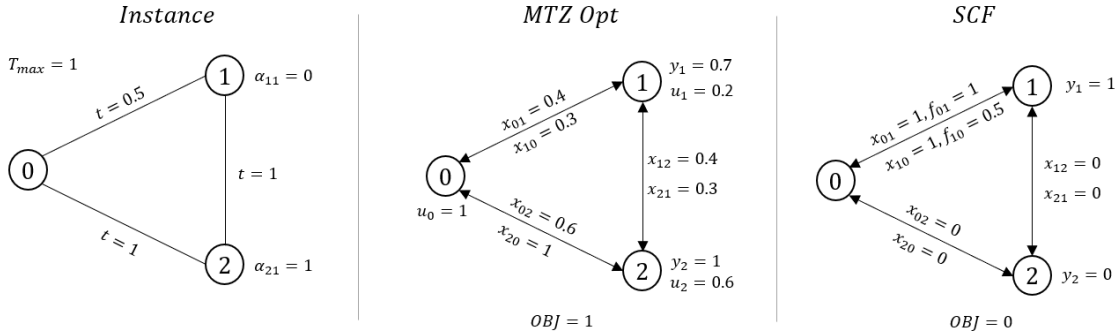 Instance
T_max = 1
0
1
2
t = 0.5
t = 1
t = 1
α_11 = 0
α_21 = 1
MTZ Opt
0
1
2
u_0 = 1
y_1 = 0.7
u_1 = 0.2
x_01 = 0.4
x_10 = 0.3
x_12 = 0.4
x_21 = 0.3
x_02 = 0.6
x_20 = 1
y_2 = 1
u_2 = 0.6
OBJ = 1
SCF
0
1
2
y_1 = 1
x_01 = 1, f_01 = 1
x_10 = 1, f_10 = 0.5
x_12 = 0
x_21 = 0
x_02 = 0
x_20 = 0
y_2 = 0
OBJ = 0